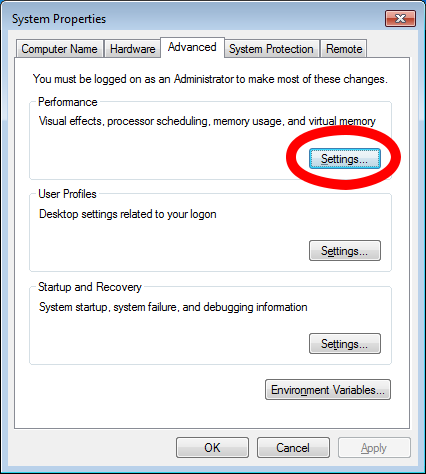 System Properties
Computer Name Hardware Advanced System Protection Remote
You must be logged on as an Administrator to make most of these changes.
Performance
Visual effects, processor scheduling, memory usage, and virtual memory
Settings...
User Profiles
Desktop settings related to your logon
Settings...
Startup and Recovery
System startup, system failure, and debugging information
Settings...
Environment Variables...
OK Cancel Apply